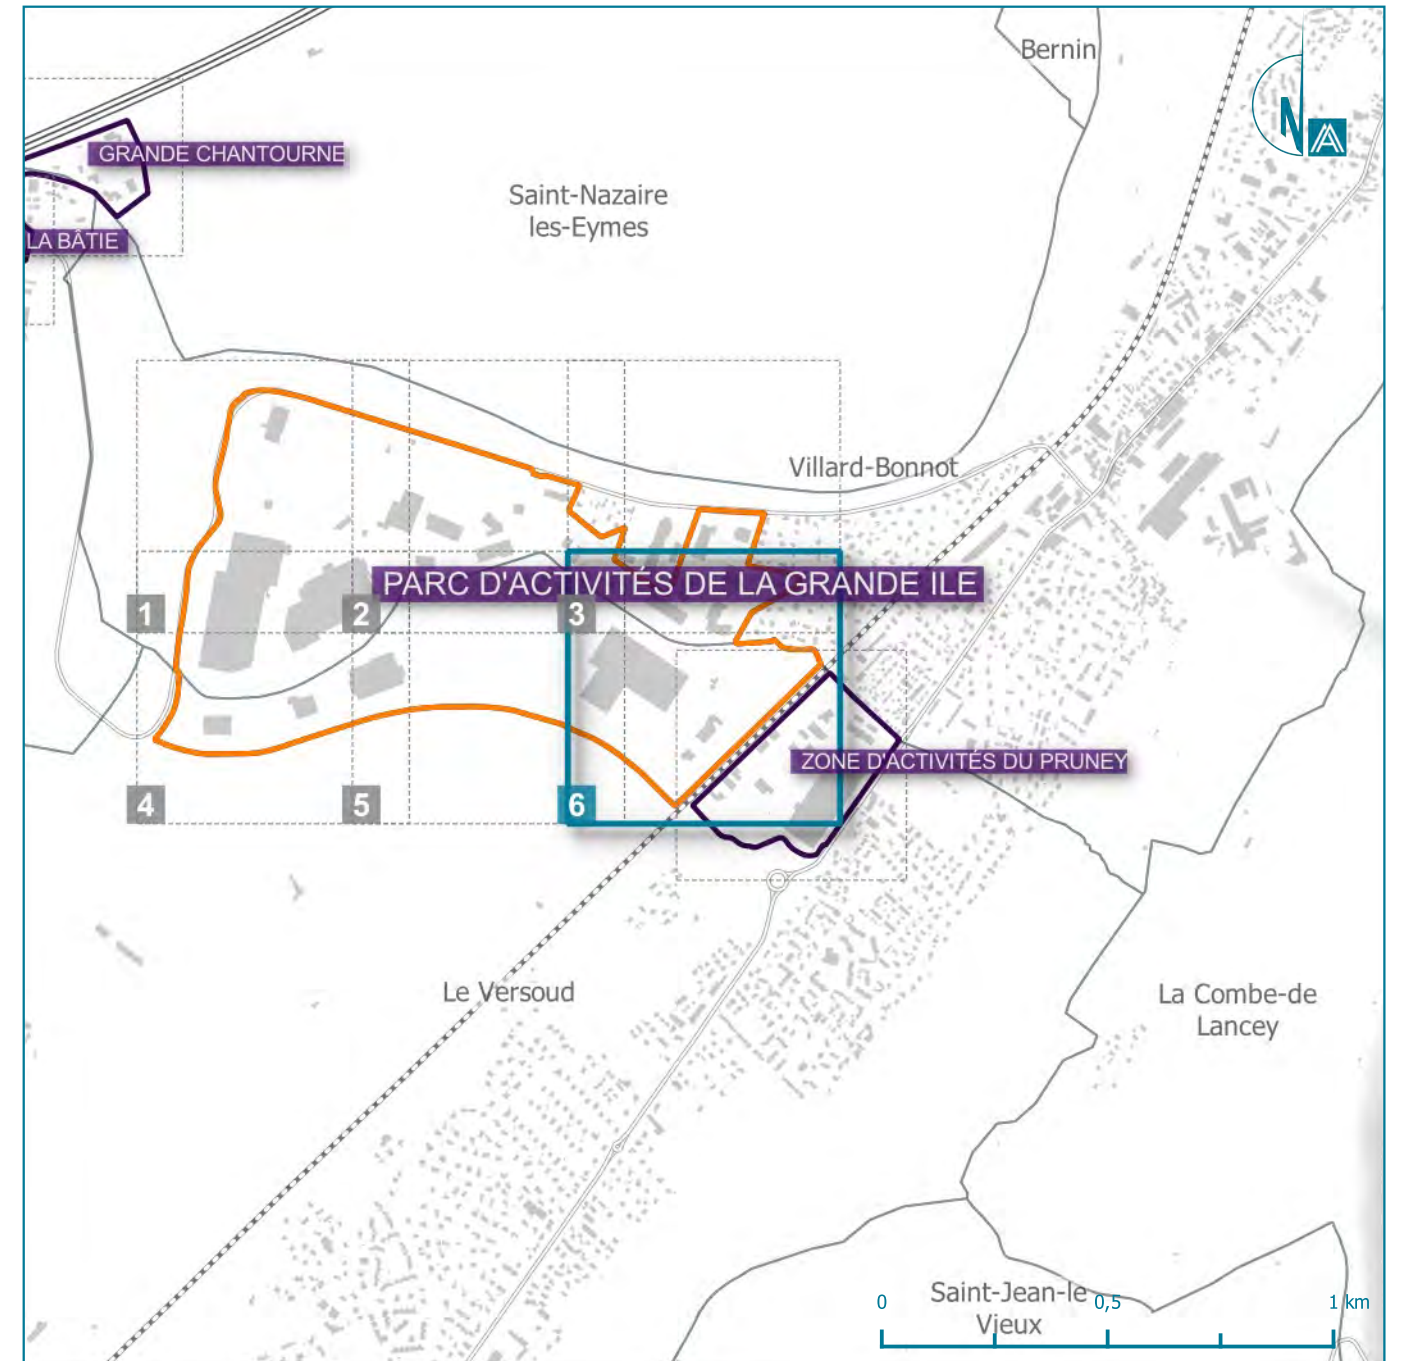 Bernin
N
GRANDE CHANTOURNE
Saint-Nazaire
les-Eymes
LA BÂTIE
Villard-Bonnot
PARC D'ACTIVITÉS DE LA GRANDE ILE
1
2
3
ZONE D'ACTIVITÉS DU PRUNEY
4
5
6
Le Versoud
La Combe-de
Lancey
Saint-Jean-le
Vieux
0
0,5
1 km